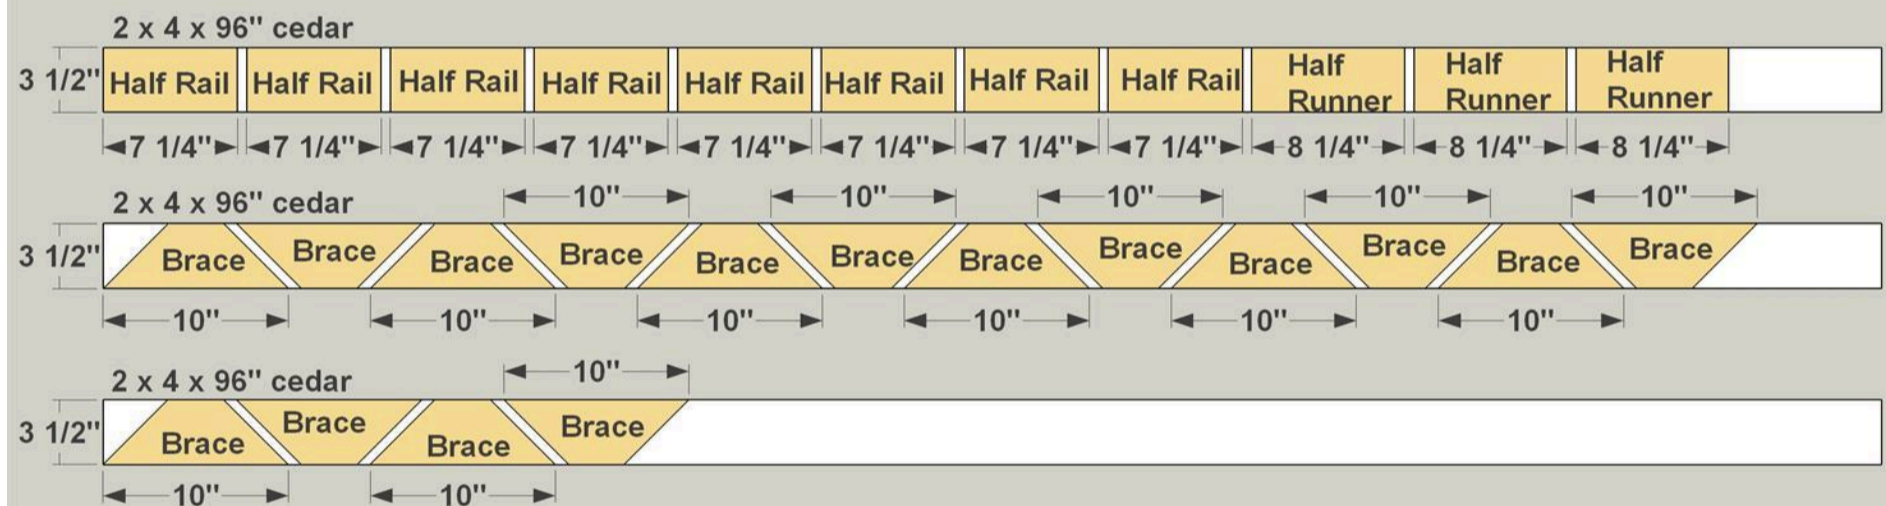 2 x 4 x 96" cedar
3 1/2"
Half Rail Half Rail Half Rail Half Rail Half Rail Half Rail Half Rail Half Rail Half Runner Half Runner Half Runner
7 1/4" 7 1/4" 7 1/4" 7 1/4" 7 1/4" 7 1/4" 7 1/4" 7 1/4" 8 1/4" 8 1/4" 8 1/4"
10" 10" 10" 10" 10"
2 x 4 x 96" cedar
3 1/2"
Brace Brace Brace Brace Brace Brace Brace Brace Brace Brace Brace Brace
10" 10" 10" 10" 10" 10"
10"
2 x 4 x 96" cedar
3 1/2"
Brace Brace Brace Brace
10" 10"